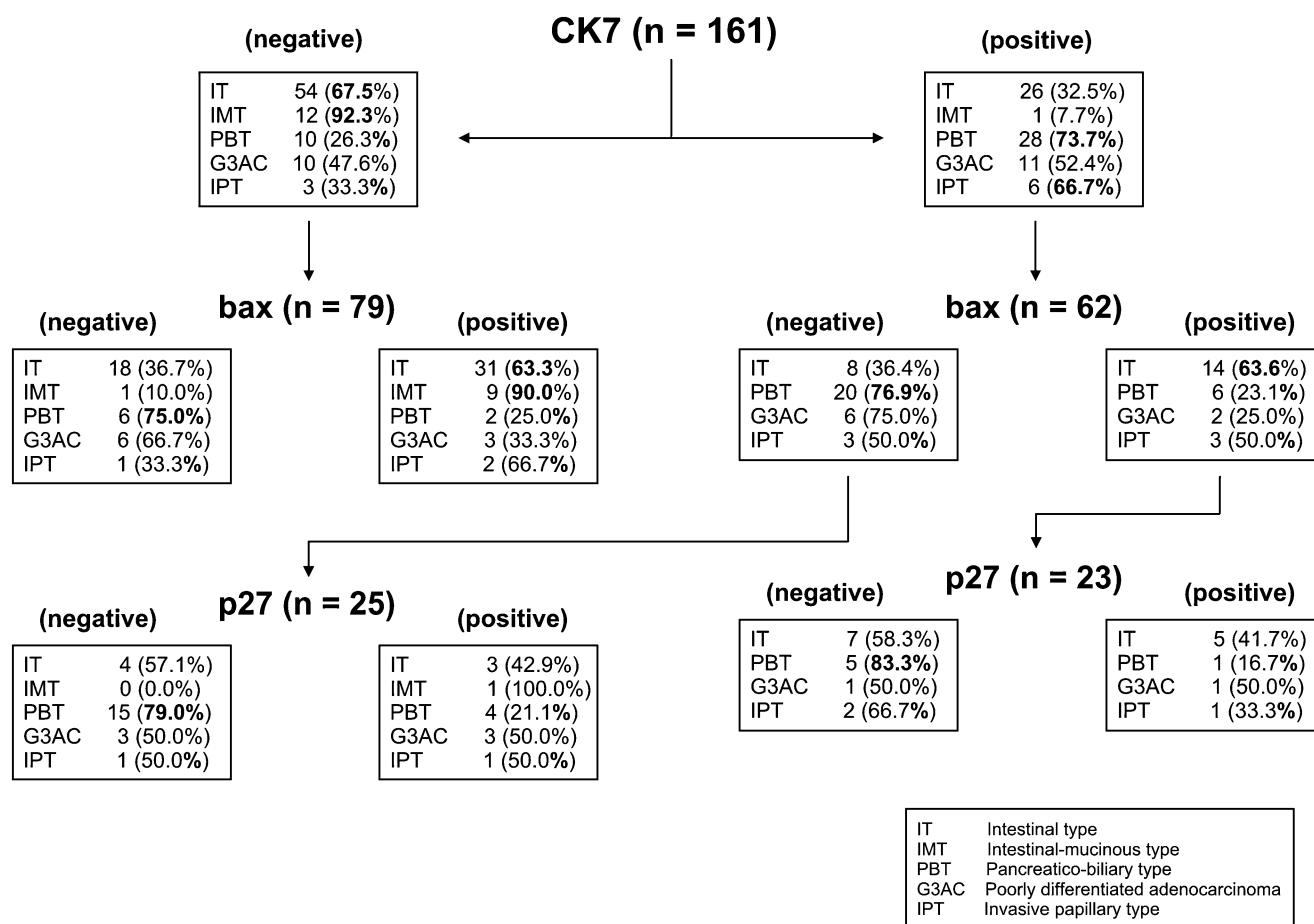 CK7 (n = 161)
(negative)
IT 54 (67.5%)
IMT 12 (92.3%)
PBT 10 (26.3%)
G3AC 10 (47.6%)
IPT 3 (33.3%)
(positive)
IT 26 (32.5%)
IMT 1 (7.7%)
PBT 28 (73.7%)
G3AC 11 (52.4%)
IPT 6 (66.7%)
bax (n = 79)
(negative)
IT 18 (36.7%)
IMT 1 (10.0%)
PBT 6 (75.0%)
G3AC 6 (66.7%)
IPT 1 (33.3%)
(positive)
IT 31 (63.3%)
IMT 9 (90.0%)
PBT 2 (25.0%)
G3AC 3 (33.3%)
IPT 2 (66.7%)
bax (n = 62)
(negative)
IT 8 (36.4%)
PBT 20 (76.9%)
G3AC 6 (75.0%)
IPT 3 (50.0%)
(positive)
IT 14 (63.6%)
PBT 6 (23.1%)
G3AC 2 (25.0%)
IPT 3 (50.0%)
p27 (n = 25)
(negative)
IT 4 (57.1%)
IMT 0 (0.0%)
PBT 15 (79.0%)
G3AC 3 (50.0%)
IPT 1 (50.0%)
(positive)
IT 3 (42.9%)
IMT 1 (100.0%)
PBT 4 (21.1%)
G3AC 3 (50.0%)
IPT 1 (50.0%)
p27 (n = 23)
(negative)
IT 7 (58.3%)
PBT 5 (83.3%)
G3AC 1 (50.0%)
IPT 2 (66.7%)
(positive)
IT 5 (41.7%)
PBT 1 (16.7%)
G3AC 1 (50.0%)
IPT 1 (33.3%)
IT Intestinal type
IMT Intestinal-mucinous type
PBT Pancreatico-biliary type
G3AC Poorly differentiated adenocarcinoma
IPT Invasive papillary type